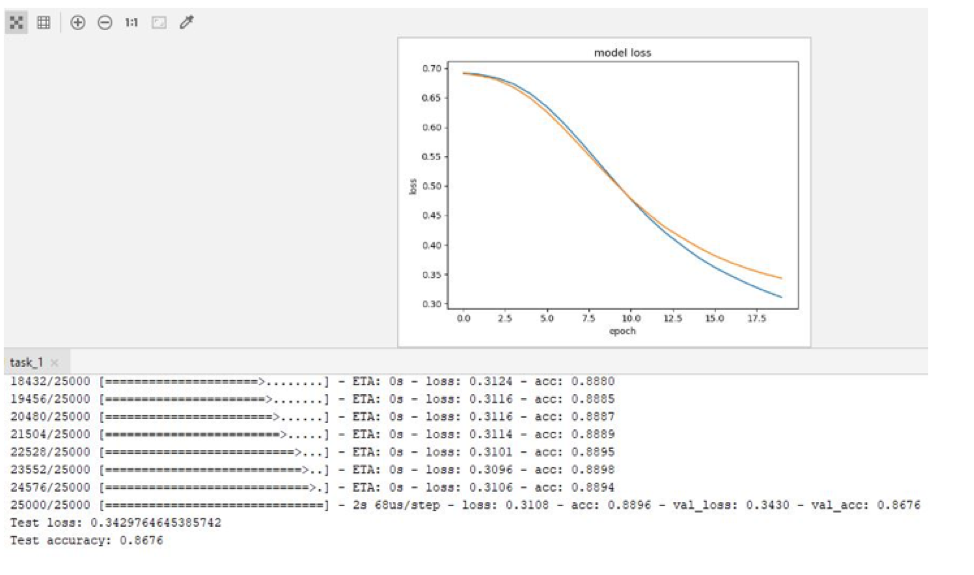 1:1
model loss
0.70
0.65
0.60
0.55
0.50
0.45
0.40
0.35
0.30
loss
0.0 2.5 5.0 7.5 10.0 12.5 15.0 17.5
epoch
task_1
18432/25000 [=====================>........] - ETA: 0s - loss: 0.3124 - acc: 0.8880
19456/25000 [======================>.......] - ETA: 0s - loss: 0.3116 - acc: 0.8885
20480/25000 [=======================>......] - ETA: 0s - loss: 0.3116 - acc: 0.8887
21504/25000 [========================>.....] - ETA: 0s - loss: 0.3114 - acc: 0.8889
22528/25000 [==========================>...] - ETA: 0s - loss: 0.3101 - acc: 0.8895
23552/25000 [===========================>..] - ETA: 0s - loss: 0.3096 - acc: 0.8898
24576/25000 [============================>.] - ETA: 0s - loss: 0.3106 - acc: 0.8894
25000/25000 [==============================] - 2s 68us/step - loss: 0.3108 - acc: 0.8896 - val_loss: 0.3430 - val_acc: 0.8676
Test loss: 0.3429764645385742
Test accuracy: 0.8676